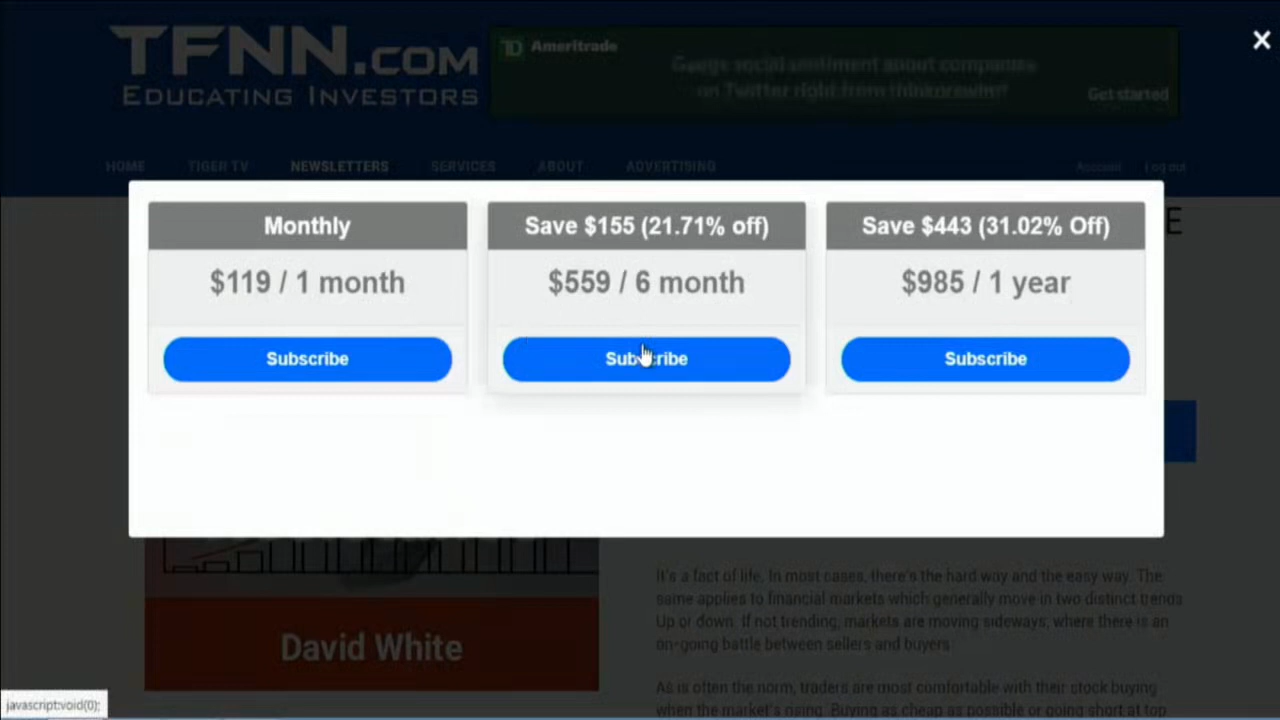 TFNN.COM
EDUCATING INVESTORS
TD Ameritrade
Gauge social sentiment about companies
on Twitter right from thinkorswim®
Get started
HOME TIGER TV NEWSLETTERS SERVICES ABOUT ADVERTISING Account Log out
E
Monthly
$119 / 1 month
Subscribe
Save $155 (21.71% off)
$559 / 6 month
Subscribe
Save $443 (31.02% Off)
$985 / 1 year
Subscribe
David White
It's a fact of life. In most cases, there's the hard way and the easy way. The
same applies to financial markets which generally move in two distinct trends
Up or down. If not trending, markets are moving sideways, where there is an
on-going battle between sellers and buyers.
As is often the norm, traders are most comfortable with their stock buying
when the market's rising. Buying as cheap as possible or going short at top
javascript:void(0);